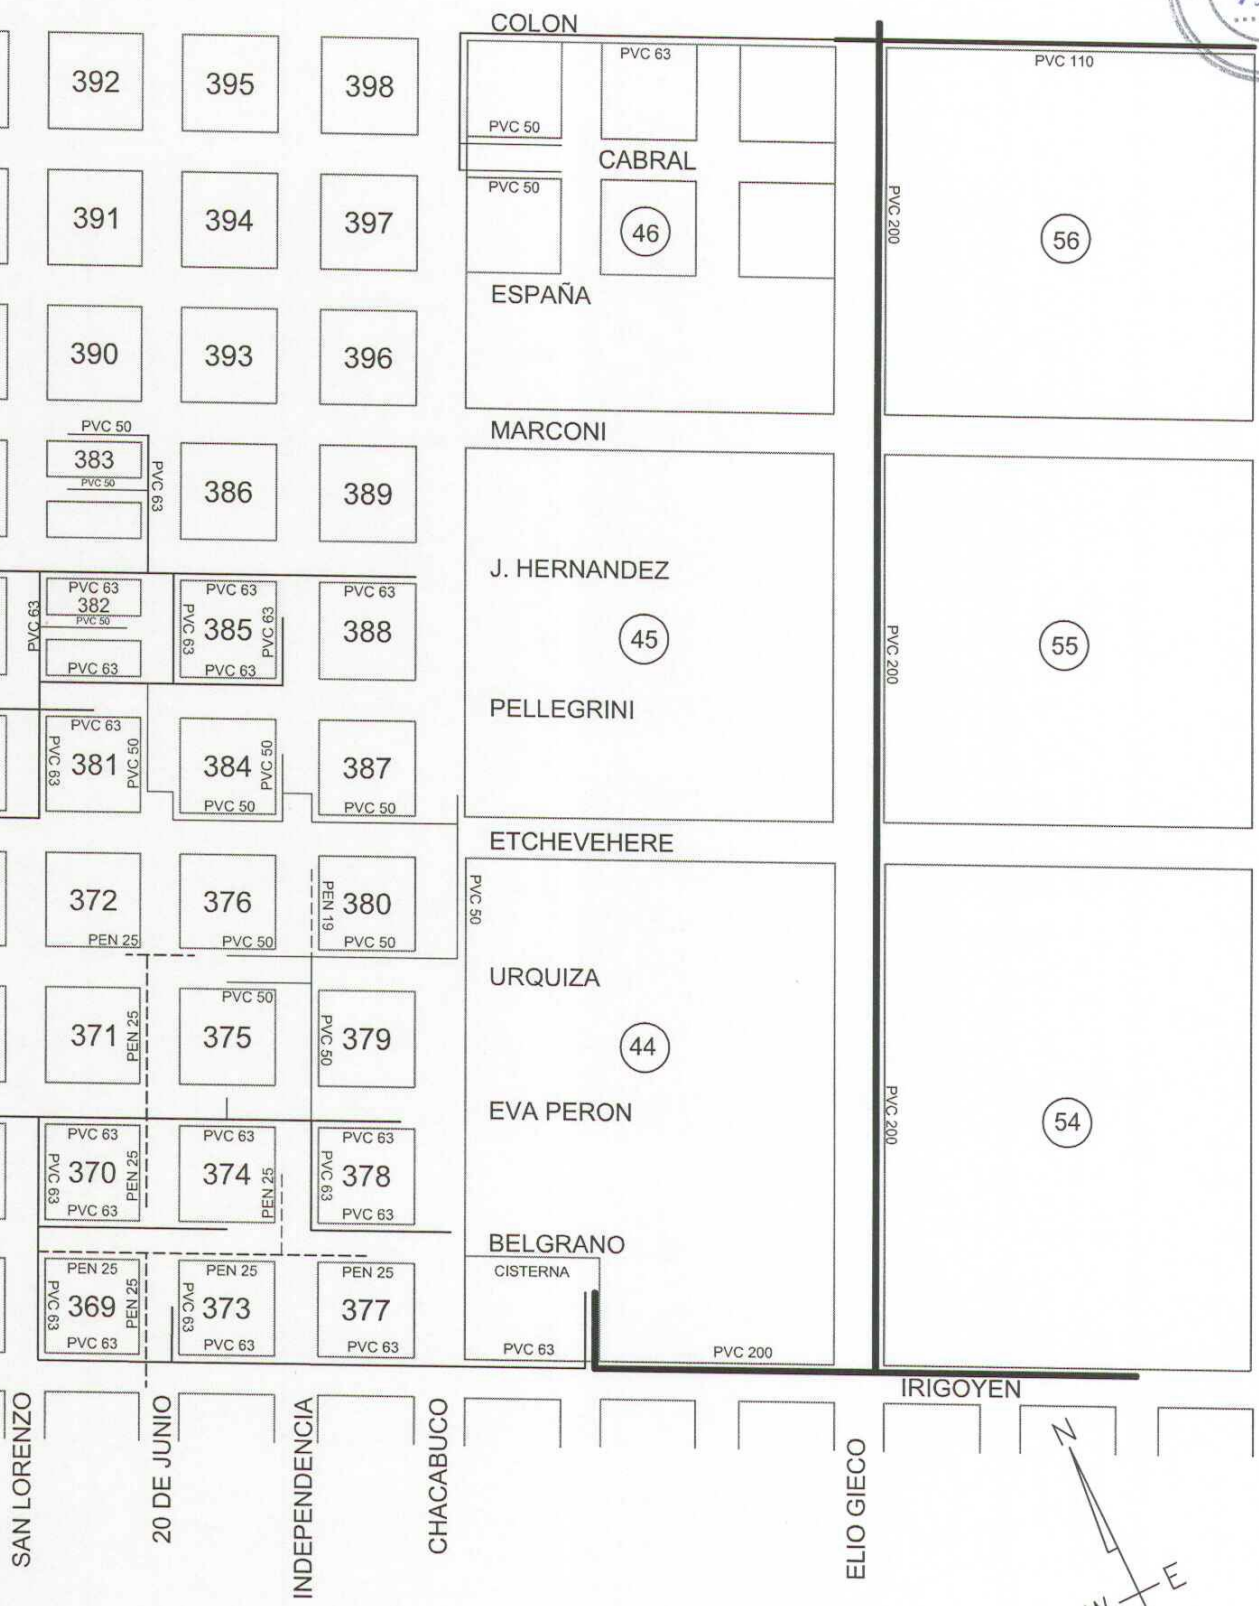 COLON
392
395
398
PVC 63
PVC 110
PVC 50
CABRAL
PVC 50
391
394
397
46
PVC 200
56
ESPAÑA
390
393
396
PVC 50
MARCONI
383
PVC 50
PVC 63
386
389
J. HERNANDEZ
PVC 63
PVC 63
382
PVC 50
PVC 63
PVC 63
PVC 63
385
PVC 63
PVC 63
PVC 63
388
45
PVC 200
55
PELLEGRINI
PVC 63
PVC 63
381
PVC 50
384
PVC 50
PVC 50
387
PVC 50
ETCHEVEHERE
372
PEN 25
376
PVC 50
PEN 19
380
PVC 50
PVC 50
URQUIZA
371
PEN 25
PVC 50
375
PVC 50
379
44
EVA PERON
PVC 200
54
PVC 63
PVC 63
370
PEN 25
PVC 63
PVC 63
374
PEN 25
PVC 63
PVC 63
378
PVC 63
BELGRANO
CISTERNA
PEN 25
PVC 63
369
PEN 25
PVC 63
PEN 25
PVC 63
373
PVC 63
PEN 25
377
PVC 63
PVC 63
PVC 200
IRIGOYEN
SAN LORENZO
20 DE JUNIO
INDEPENDENCIA
CHACABUCO
ELIO GIECO
N
E
W